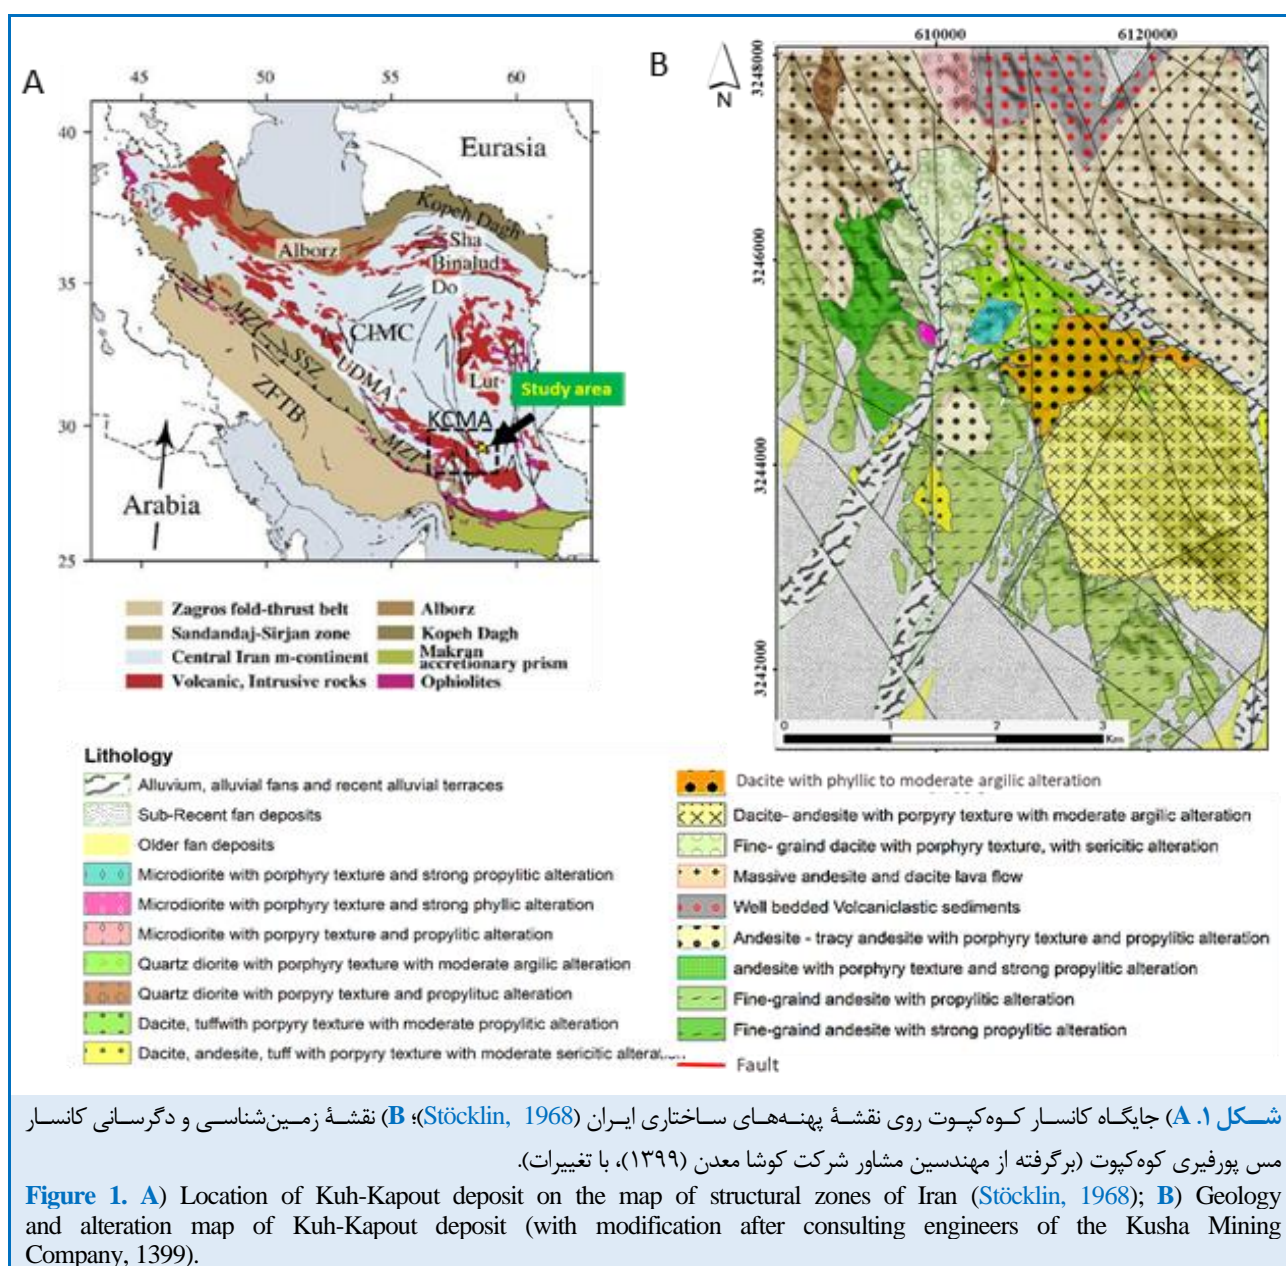 A
45
50
55
60
40
35
30
25
Eurasia
Kopeh Dagh
Alborz
Sha
Binalud
Do
CIMC
MZT
SSZ
UDMA
ZFTB
Lut
Study area
KCMA
MZT
Arabia
Zagros fold-thrust belt
Sandandaj-Sirjan zone
Central Iran m-continent
Volcanic, Intrusive rocks
Alborz
Kopeh Dagh
Makran
accretionary prism
Ophiolites
B
N
610000
6120000
3248000
3246000
3244000
3242000
0 1 2 3
Km
Lithology
Alluvium, alluvial fans and recent alluvial terraces
Sub-Recent fan deposits
Older fan deposits
Microdiorite with porphyry texture and strong propylitic alteration
Microdiorite with porphyry texture and strong phyllic alteration
Microdiorite with porpyry texture and propylitic alteration
Quartz diorite with porphyry texture with moderate argilic alteration
Quartz diorite with porpyry texture and propylituc alteration
Dacite, tuffwith porpyry texture with moderate propylitic alteration
Dacite, andesite, tuff with porpyry texture with moderate sericitic alteration
Dacite with phyllic to moderate argilic alteration
Dacite- andesite with porpyry texture with moderate argilic alteration
Fine- graind dacite with porphyry texture, with sericitic alteration
Massive andesite and dacite lava flow
Well bedded Volcaniclastic sediments
Andesite - tracy andesite with porphyry texture and propylitic alteration
andesite with porphyry texture and strong propylitic alteration
Fine-graind andesite with propylitic alteration
Fine-graind andesite with strong propylitic alteration
Fault
شکل ۱. A) جایگاه کانسار کوه‌کپوت روی نقشهٔ پهنه‌های ساختاری ایران (Stöcklin, 1968)؛ B) نقشهٔ زمین‌شناسی و دگرسانی کانسار
مس پورفیری کوه‌کپوت (برگرفته از مهندسین مشاور شرکت کوشا معدن (۱۳۹۹)، با تغییرات).
Figure 1. A) Location of Kuh-Kapout deposit on the map of structural zones of Iran (Stöcklin, 1968); B) Geology
and alteration map of Kuh-Kapout deposit (with modification after consulting engineers of the Kusha Mining
Company, 1399).